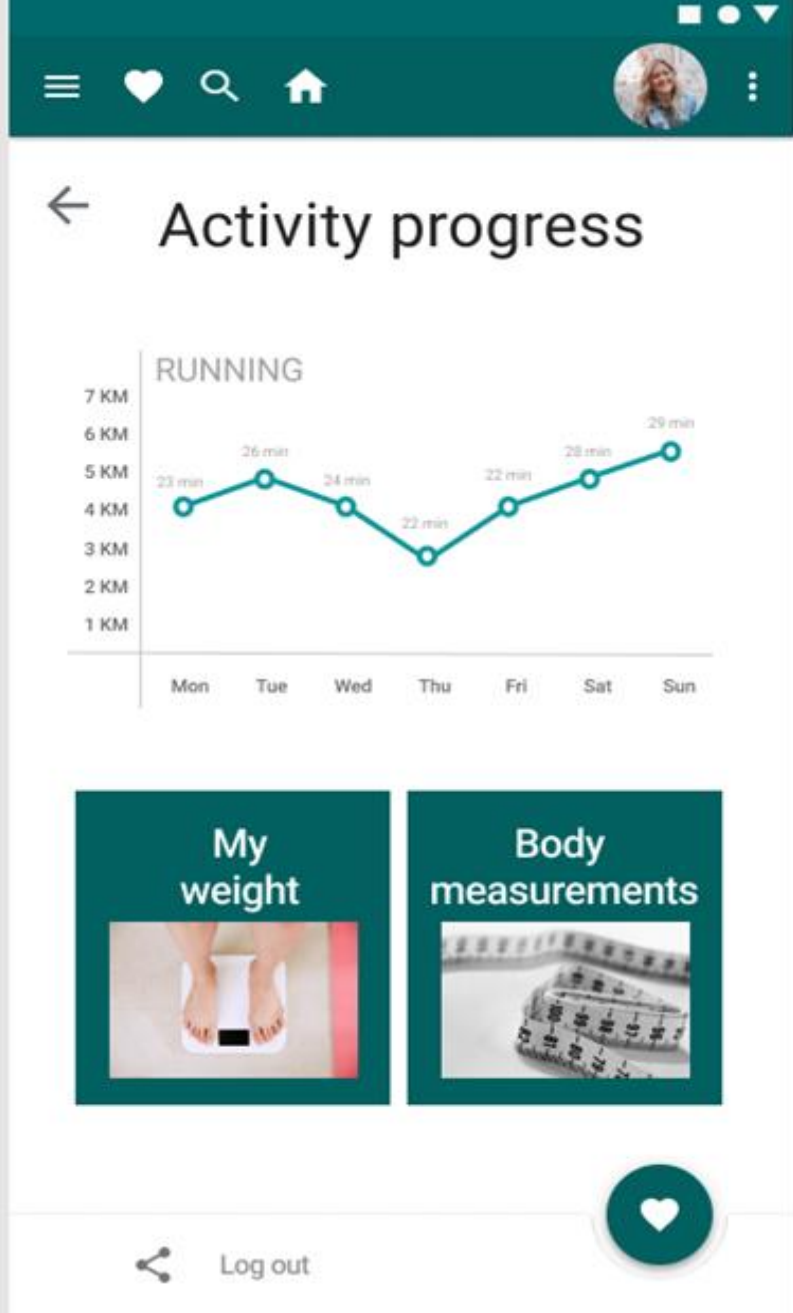 Activity progress
RUNNING
7 KM
6 KM
5 KM
4 KM
3 KM
2 KM
1 KM
23 min
26 min
24 min
22 min
22 min
28 min
29 min
Mon Tue Wed Thu Fri Sat Sun
My
weight
Body
measurements
Log out